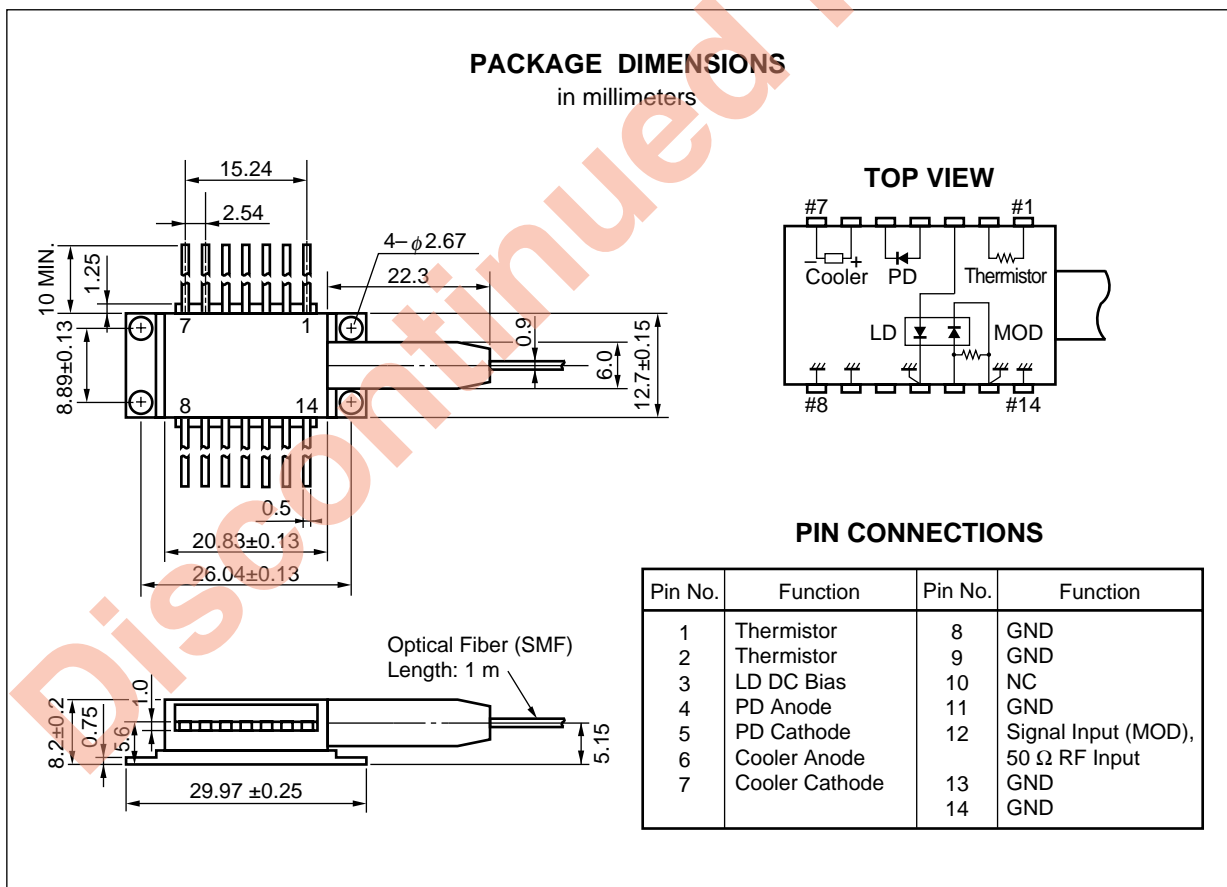 PACKAGE DIMENSIONS
in millimeters
15.24
2.54
4–ϕ2.67
22.3
10 MIN.
1.25
7
1
0.9
6.0
12.7±0.15
8.89±0.13
8
14
0.5
20.83±0.13
26.04±0.13
Optical Fiber (SMF)
Length: 1 m
8.2±0.2
0.75
5.6
1.0
5.15
29.97 ±0.25
TOP VIEW
#7
#1
–
+
Cooler
PD
Thermistor
LD
MOD
#8
#14
PIN CONNECTIONS
Pin No. Function Pin No. Function
1 Thermistor 8 GND
2 Thermistor 9 GND
3 LD DC Bias 10 NC
4 PD Anode 11 GND
5 PD Cathode 12 Signal Input (MOD),
6 Cooler Anode 50 Ω RF Input
7 Cooler Cathode 13 GND
14 GND
Discontinued